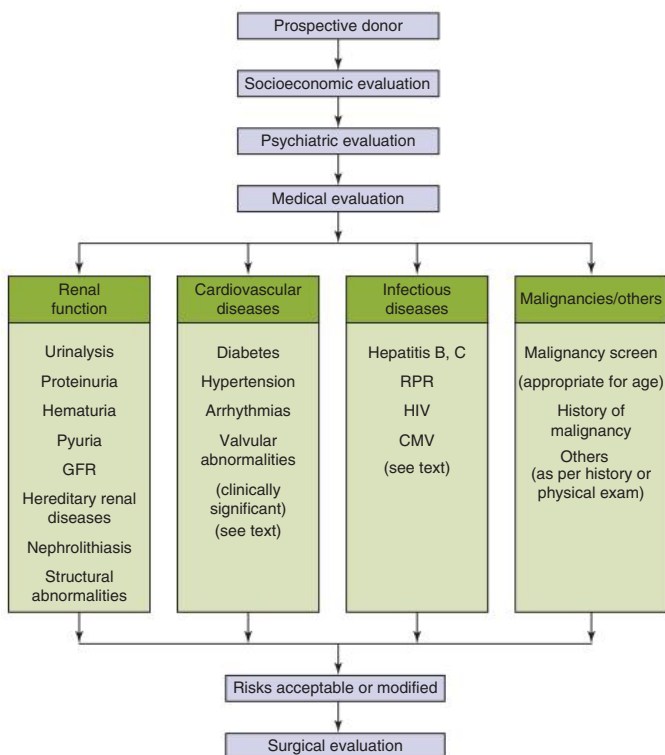 Prospective donor
Socioeconomic evaluation
Psychiatric evaluation
Medical evaluation
Renal
function
Urinalysis
Proteinuria
Hematuria
Pyuria
GFR
Hereditary renal
diseases
Nephrolithiasis
Structural
abnormalities
Cardiovascular
diseases
Diabetes
Hypertension
Arrhythmias
Valvular
abnormalities
(clinically
significant)
(see text)
Infectious
diseases
Hepatitis B, C
RPR
HIV
CMV
(see text)
Malignancies/others
Malignancy screen
(appropriate for age)
History of
malignancy
Others
(as per history or
physical exam)
Risks acceptable or modified
Surgical evaluation